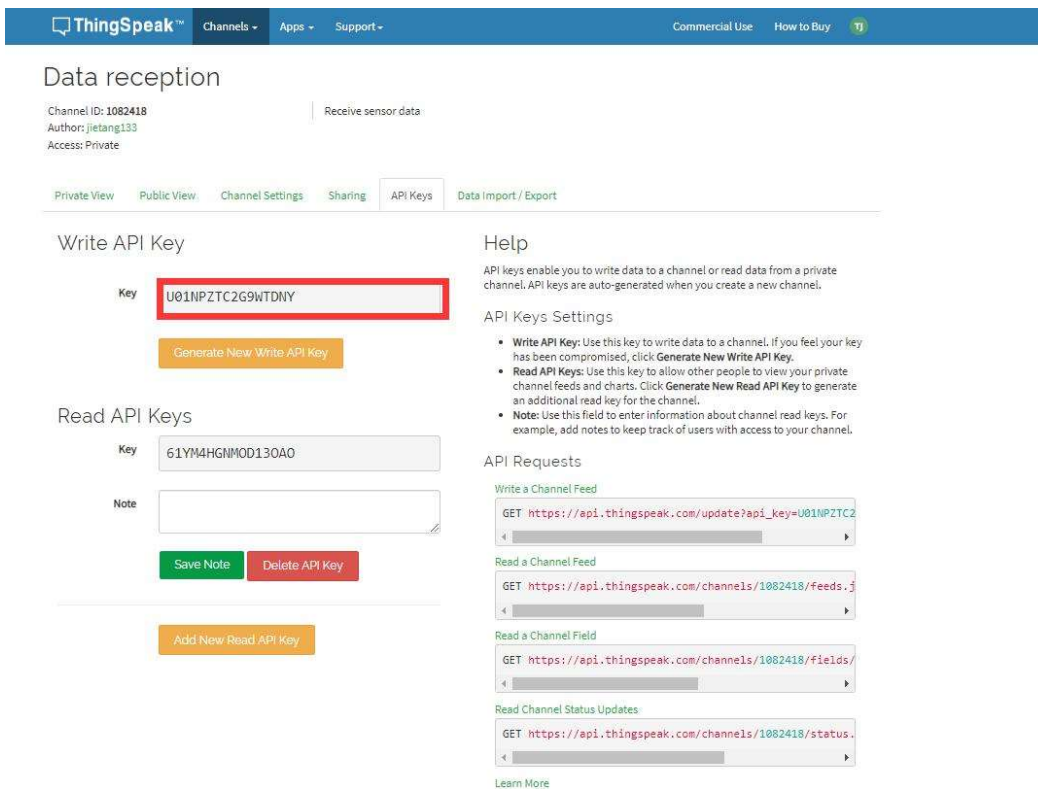 ThingSpeak™ Channels Apps Support Commercial Use How to Buy TJ
Data reception
Channel ID: 1082418
Author: jietang133
Access: Private
Receive sensor data
Private View Public View Channel Settings Sharing API Keys Data Import / Export
Write API Key
Key
U01NPZTC2G9WTDNY
Generate New Write API Key
Read API Keys
Key
61YM4HGNMOD13OAO
Note
Save Note Delete API Key
Add New Read API Key
Help
API keys enable you to write data to a channel or read data from a private
channel. API keys are auto-generated when you create a new channel.
API Keys Settings
• Write API Key: Use this key to write data to a channel. If you feel your key
has been compromised, click Generate New Write API Key.
• Read API Keys: Use this key to allow other people to view your private
channel feeds and charts. Click Generate New Read API Key to generate
an additional read key for the channel.
• Note: Use this field to enter information about channel read keys. For
example, add notes to keep track of users with access to your channel.
API Requests
Write a Channel Feed
GET https://api.thingspeak.com/update?api_key=U01NPZTC2
Read a Channel Feed
GET https://api.thingspeak.com/channels/1082418/feeds.j
Read a Channel Field
GET https://api.thingspeak.com/channels/1082418/fields/
Read Channel Status Updates
GET https://api.thingspeak.com/channels/1082418/status.
Learn More